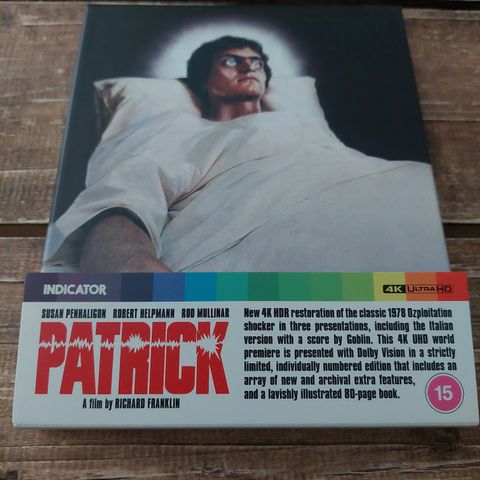 INDICATOR
4K ULTRA HD
SUSAN PENHALIGON ROBERT HELPMANN ROD MULLINAR
PATRICK
A film by RICHARD FRANKLIN
New 4K HDR restoration of the classic 1978 Ozploitation
shocker in three presentations, including the Italian
version with a score by Goblin. This 4K UHD world
premiere is presented with Dolby Vision in a strictly
limited, individually numbered edition that includes an
array of new and archival extra features,
and a lavishly illustrated 80-page book.
15